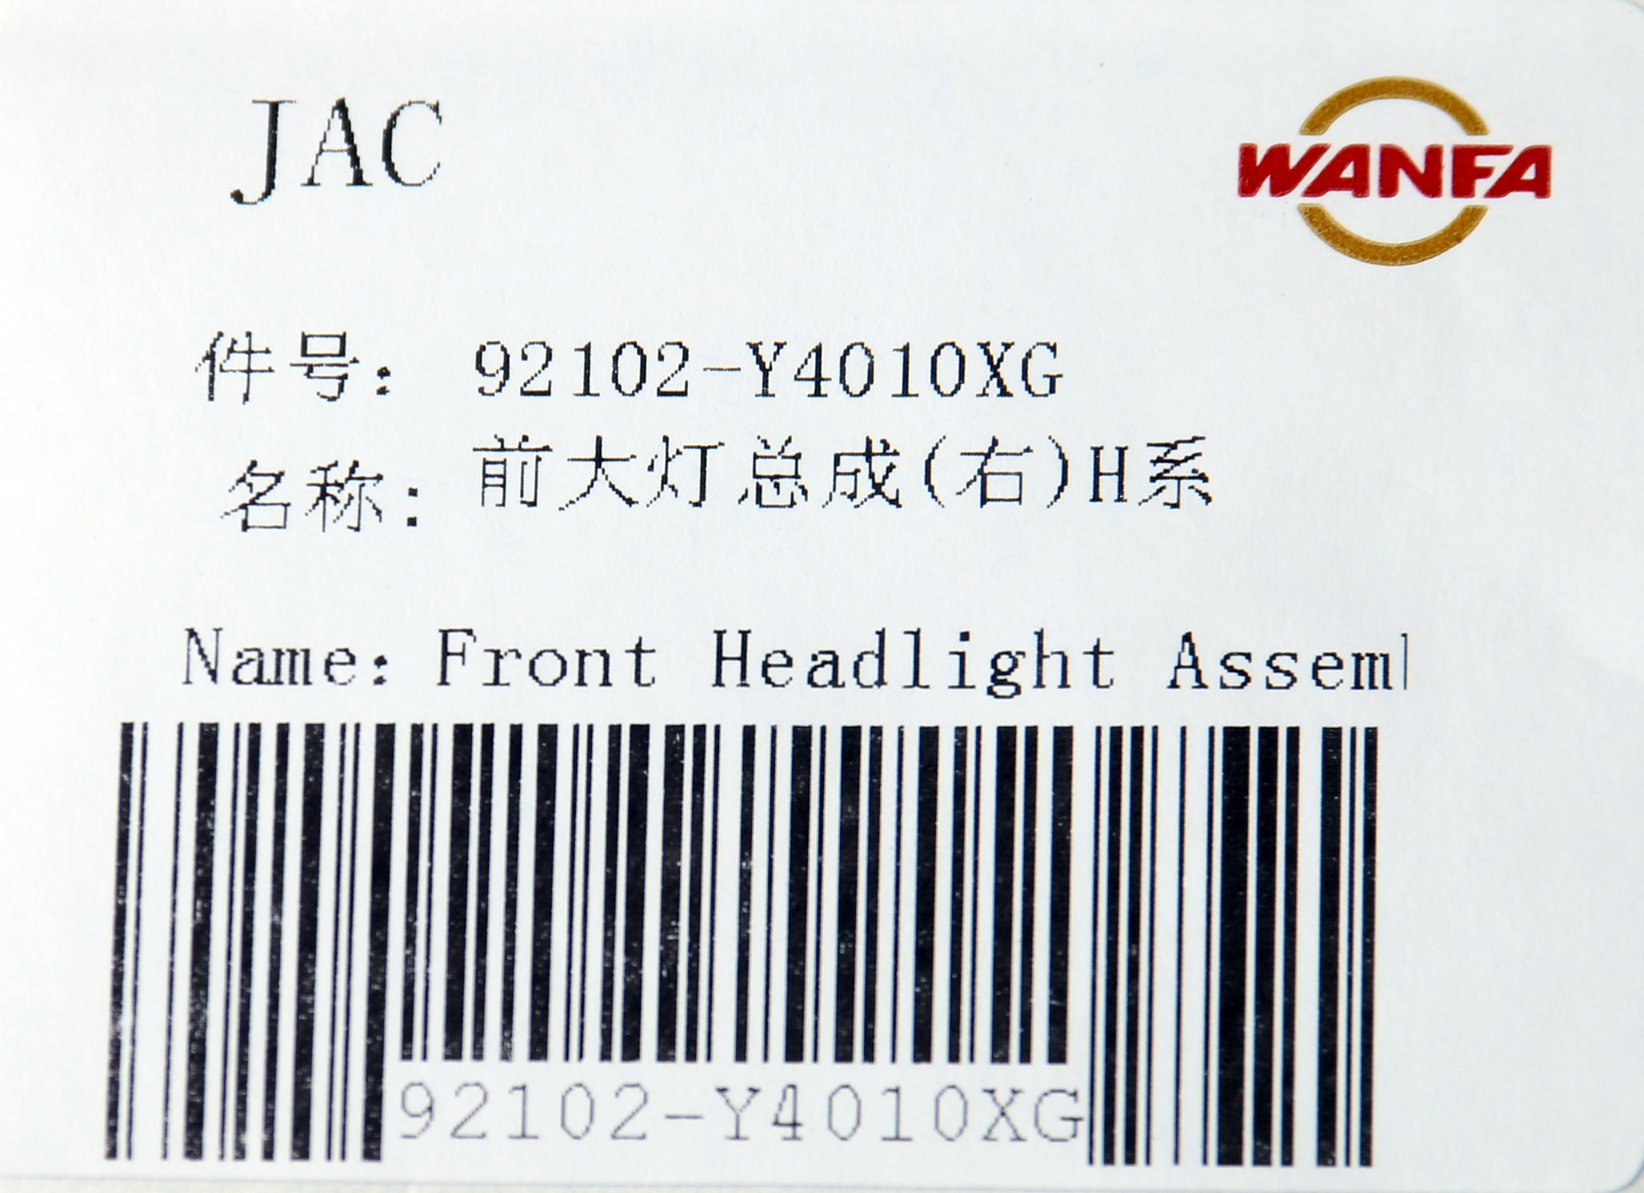 JAC
WANFA
件号: 92102-Y4010XG
名称: 前大灯总成(右)H系
Name: Front Headlight Assem
92102-Y4010XG